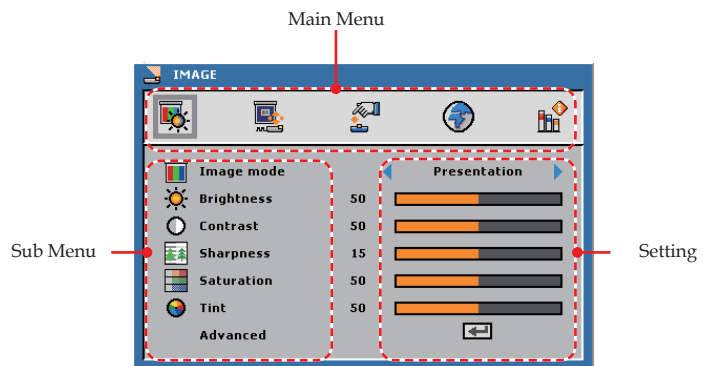 Main Menu
IMAGE
Image mode Presentation
Brightness 50
Contrast 50
Sub Menu
Sharpness 15
Setting
Saturation 50
Tint 50
Advanced